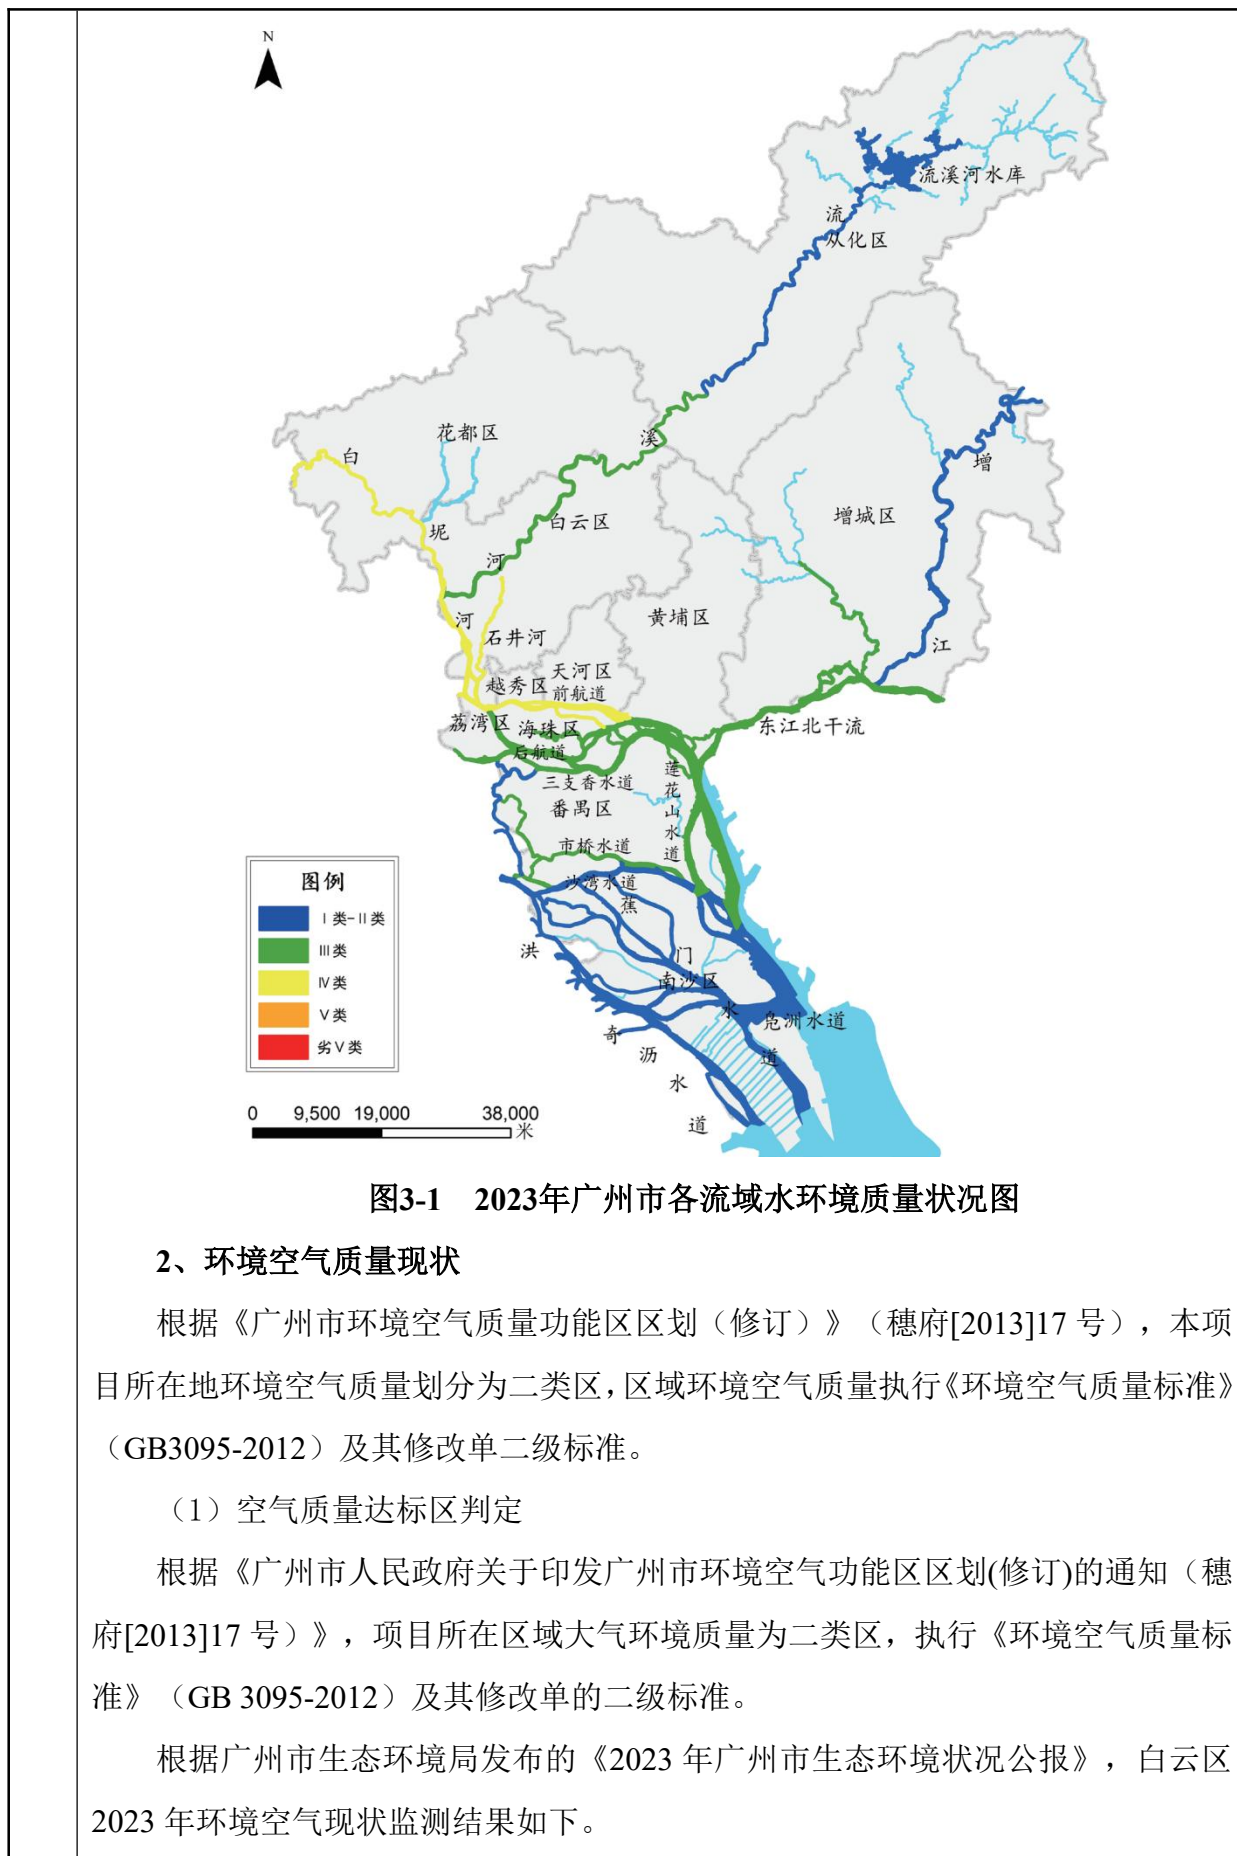 N
流溪河水库
流
从化区
花都区
溪
白
增
白云区
增城区
坭
河
河
石井河
黄埔区
江
天河区
越秀区
前航道
荔湾区
海珠区
东江北干流
后航道
三支香水道
番禺区
莲花山水道
市桥水道
沙湾水道
蕉
洪
门
南沙区
水
凫洲水道
奇
道
沥
水
道
图例
Ⅰ类-Ⅱ类
Ⅲ类
Ⅳ类
Ⅴ类
劣Ⅴ类
0 9,500 19,000 38,000
米
图3-1 2023年广州市各流域水环境质量状况图
2、环境空气质量现状
根据《广州市环境空气质量功能区区划（修订）》（穗府[2013]17 号），本项
目所在地环境空气质量划分为二类区，区域环境空气质量执行《环境空气质量标准》
（GB3095-2012）及其修改单二级标准。
（1）空气质量达标区判定
根据《广州市人民政府关于印发广州市环境空气功能区区划(修订)的通知（穗
府[2013]17 号）》，项目所在区域大气环境质量为二类区，执行《环境空气质量标
准》（GB 3095-2012）及其修改单的二级标准。
根据广州市生态环境局发布的《2023 年广州市生态环境状况公报》，白云区
2023 年环境空气现状监测结果如下。